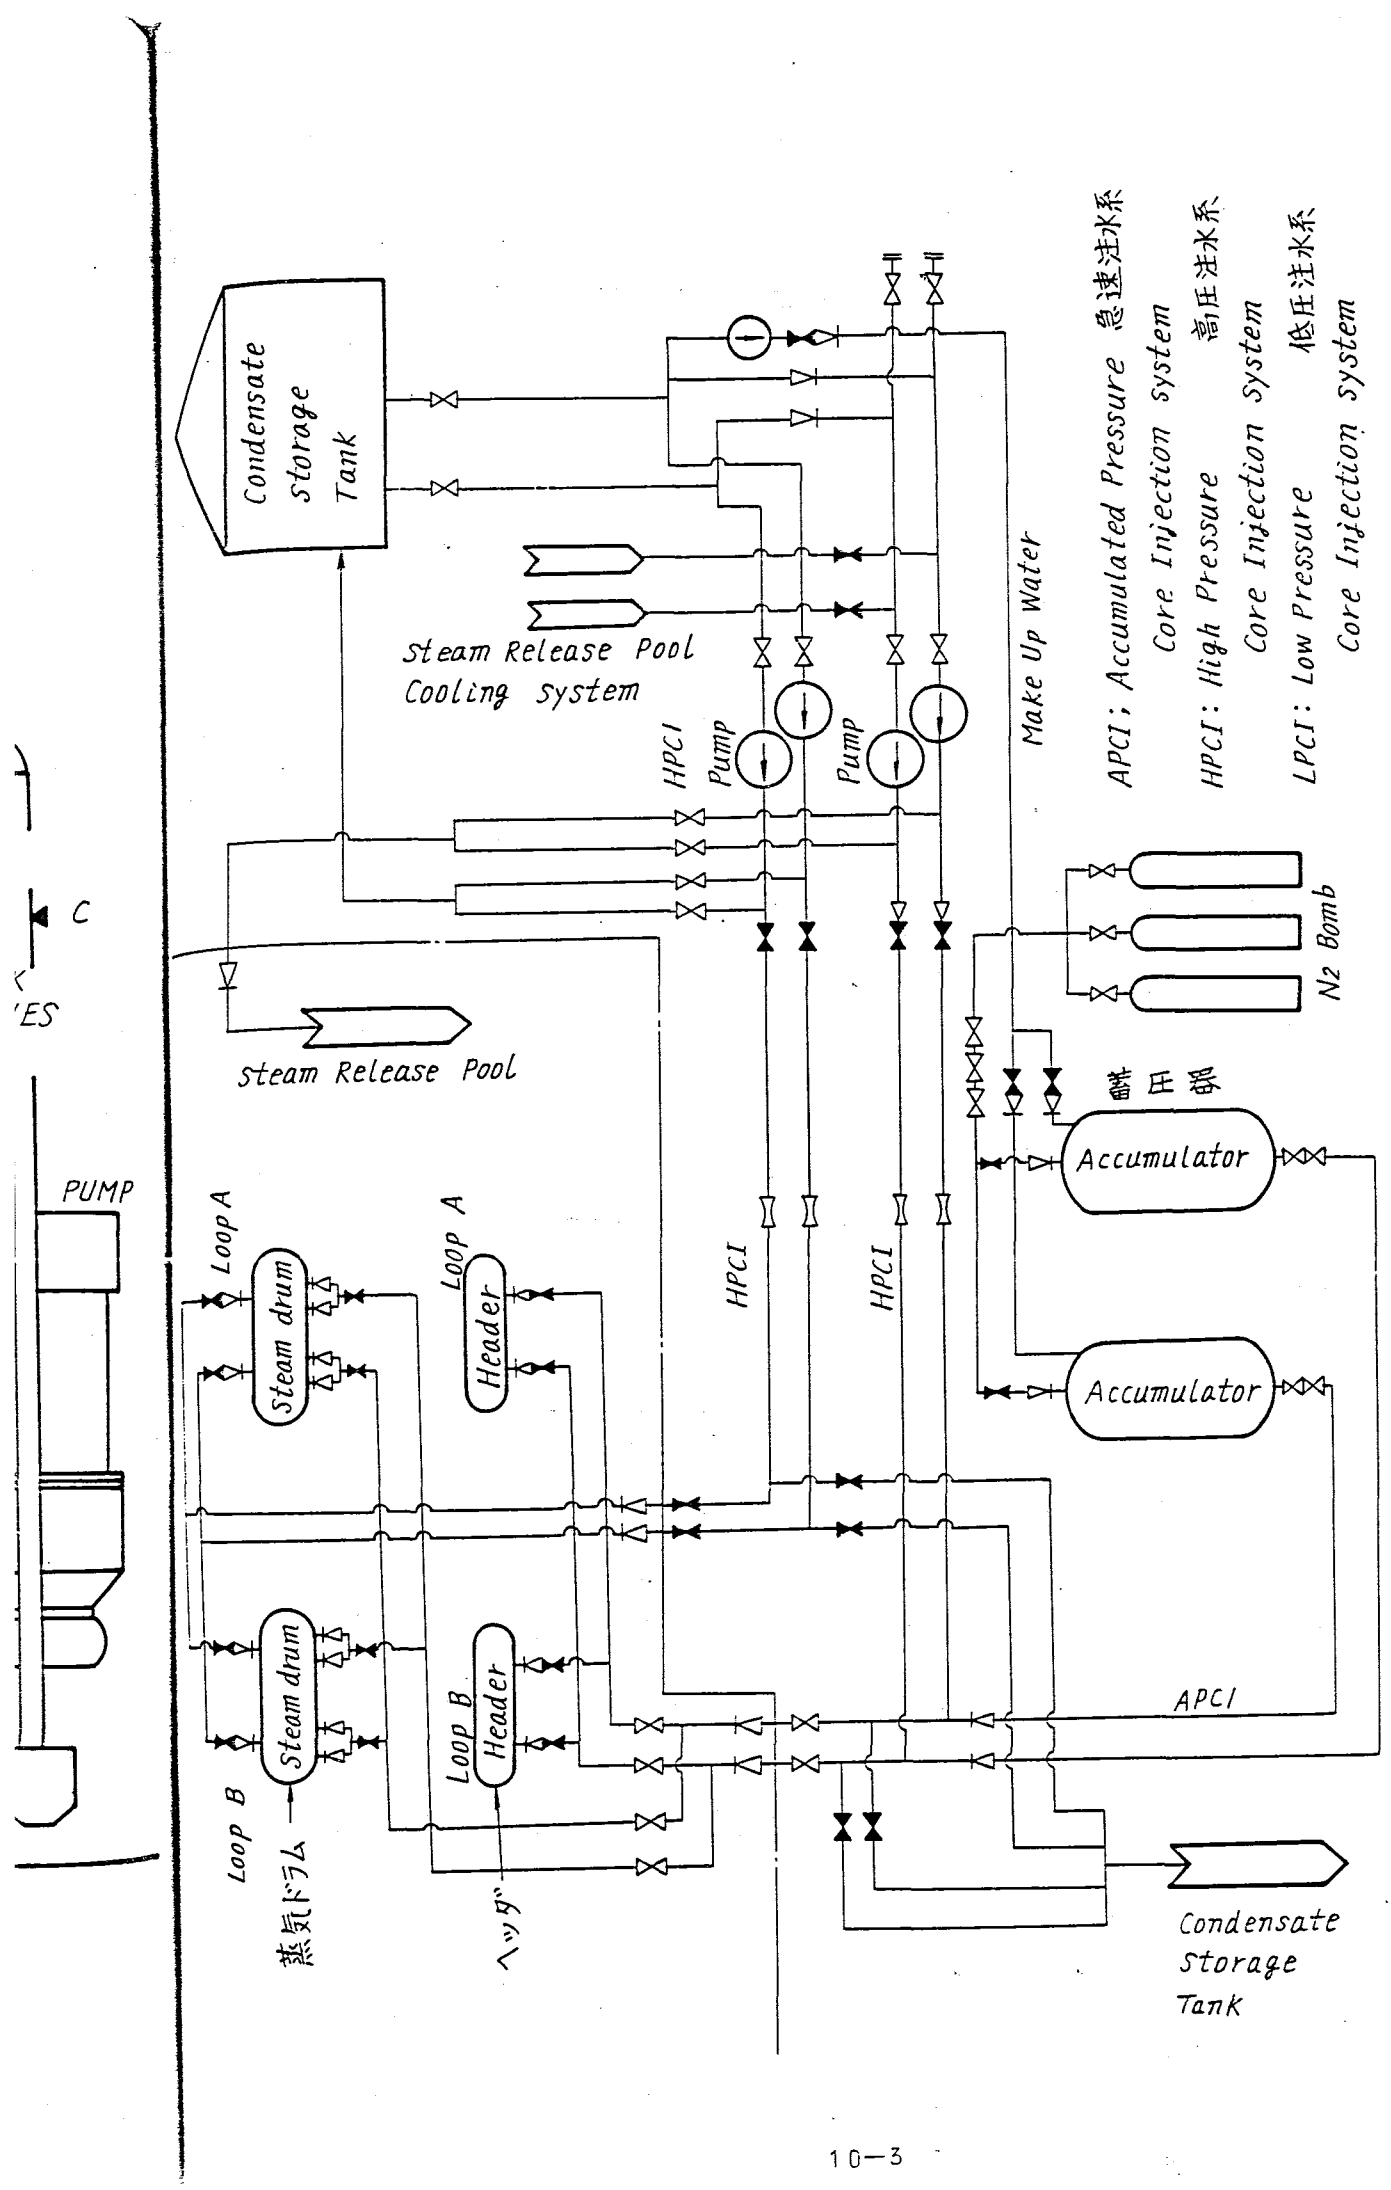 Condensate
Storage
Tank
Steam Release Pool
Cooling System
HPCI
Pump
Pump
Make Up Water
APCI; Accumulated Pressure 急速注水系
Core Injection System
HPCI: High Pressure 高圧注水系
Core Injection System
LPCI: Low Pressure 低圧注水系
Core Injection System
C
'ES
Steam Release Pool
N2 Bomb
蓄圧器
Accumulator
Accumulator
PUMP
Loop A
Steam drum
Loop A
Header
HPCI
HPCI
Steam drum
Loop B
Header
Loop B
蒸気ドラム
ヘッダ
APCI
Condensate
Storage
Tank
10-3